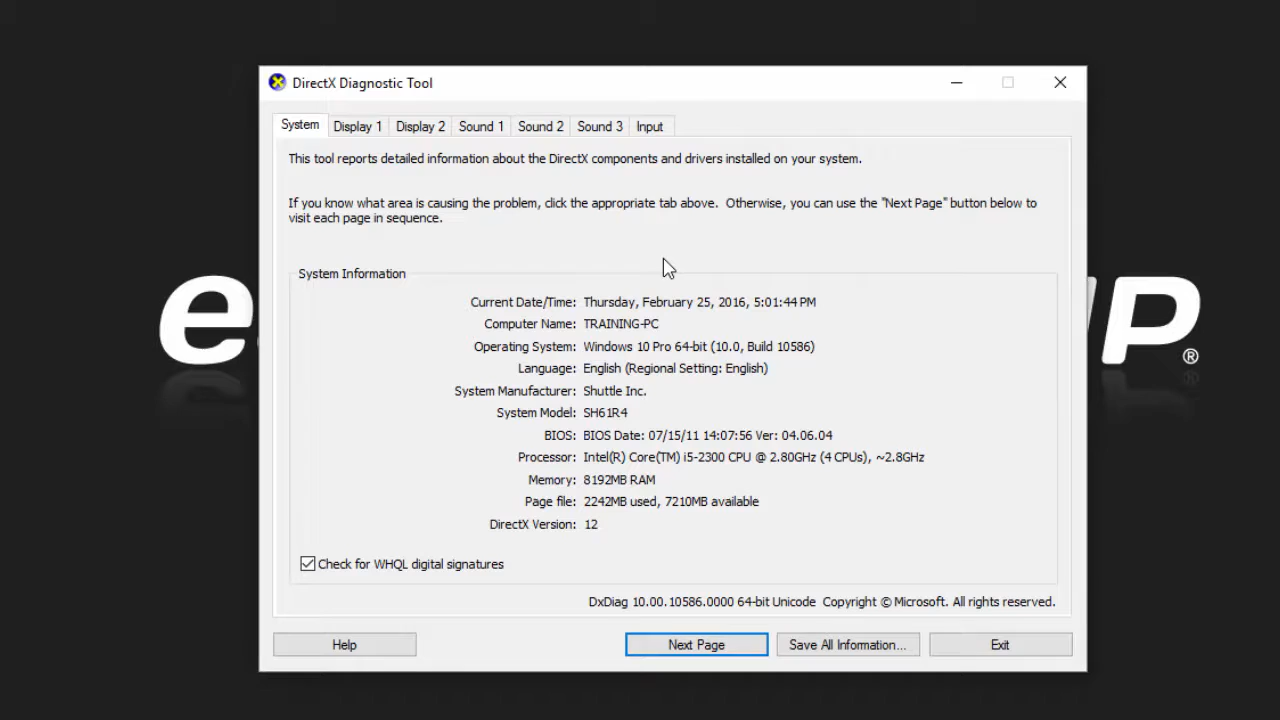 DirectX Diagnostic Tool
System Display 1 Display 2 Sound 1 Sound 2 Sound 3 Input
This tool reports detailed information about the DirectX components and drivers installed on your system.
If you know what area is causing the problem, click the appropriate tab above.  Otherwise, you can use the "Next Page" button below to
visit each page in sequence.
System Information
Current Date/Time: Thursday, February 25, 2016, 5:01:44 PM
Computer Name: TRAINING-PC
Operating System: Windows 10 Pro 64-bit (10.0, Build 10586)
Language: English (Regional Setting: English)
System Manufacturer: Shuttle Inc.
System Model: SH61R4
BIOS: BIOS Date: 07/15/11 14:07:56 Ver: 04.06.04
Processor: Intel(R) Core(TM) i5-2300 CPU @ 2.80GHz (4 CPUs), ~2.8GHz
Memory: 8192MB RAM
Page file: 2242MB used, 7210MB available
DirectX Version: 12
Check for WHQL digital signatures
DxDiag 10.00.10586.0000 64-bit Unicode  Copyright © Microsoft. All rights reserved.
Help Next Page Save All Information... Exit